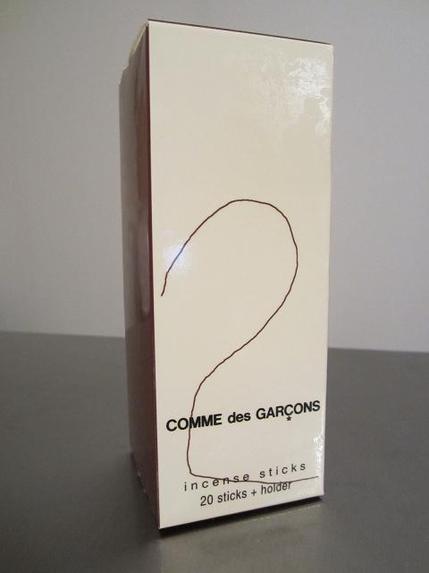 2
COMME des GARÇONS
incense sticks
20 sticks + holder